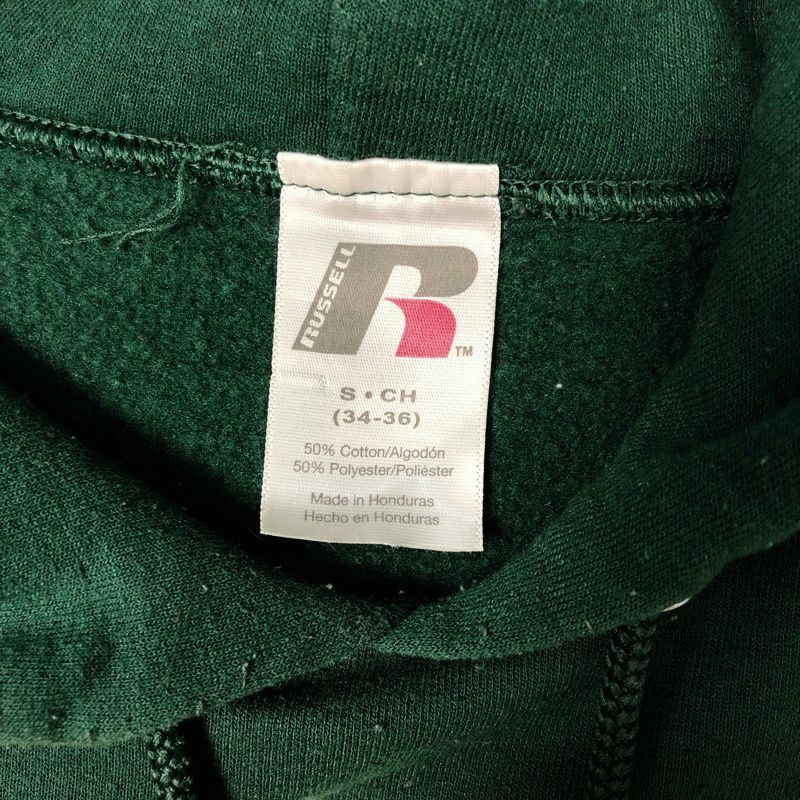 RUSSELL
R
TM
S • CH
(34-36)
50% Cotton/Algodón
50% Polyester/Poliéster
Made in Honduras
Hecho en Honduras